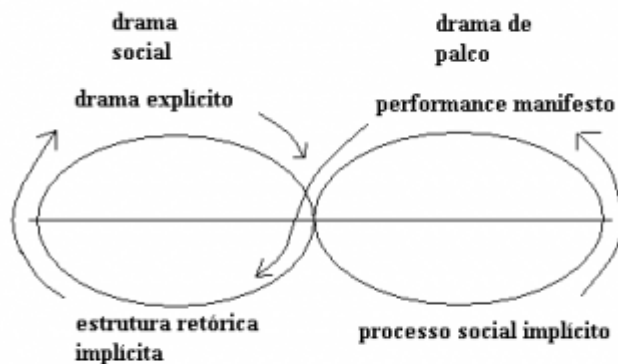 drama
social
drama de
palco
drama explícito
performance manifesto
estrutura retórica
implícita
processo social implícito